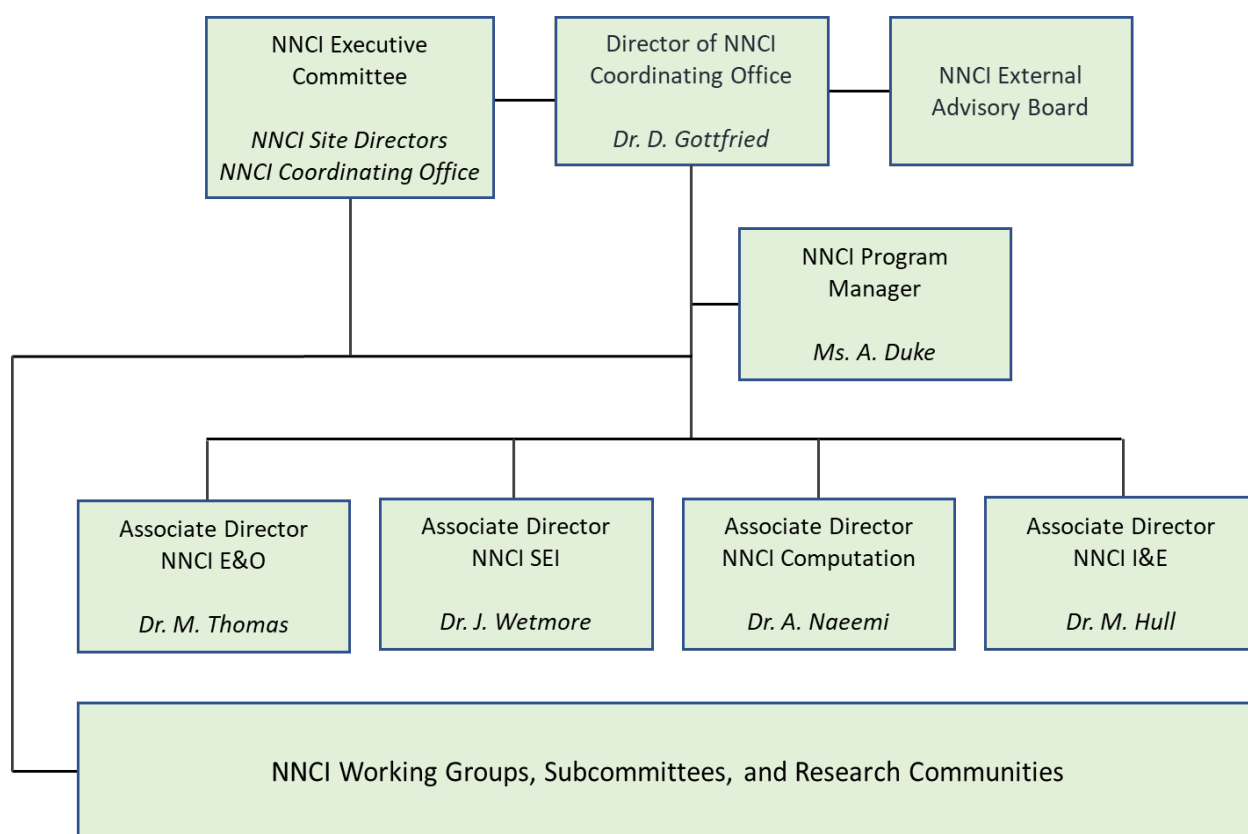 NNCI Executive
Committee
NNCI Site Directors
NNCI Coordinating Office
Director of NNCI
Coordinating Office
Dr. D. Gottfried
NNCI External
Advisory Board
NNCI Program
Manager
Ms. A. Duke
Associate Director
NNCI E&O
Dr. M. Thomas
Associate Director
NNCI SEI
Dr. J. Wetmore
Associate Director
NNCI Computation
Dr. A. Naeemi
Associate Director
NNCI I&E
Dr. M. Hull
NNCI Working Groups, Subcommittees, and Research Communities